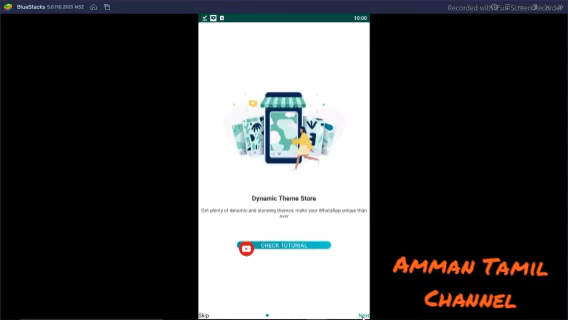 BlueStacks
Recorded with iFun Screen Recorder
10:00
Dynamic Theme Store
Get plenty of dynamic and stunning themes, make your WhatsApp unique than
ever
CHECK TUTORIAL
Amman Tamil
Channel
Skip
Next